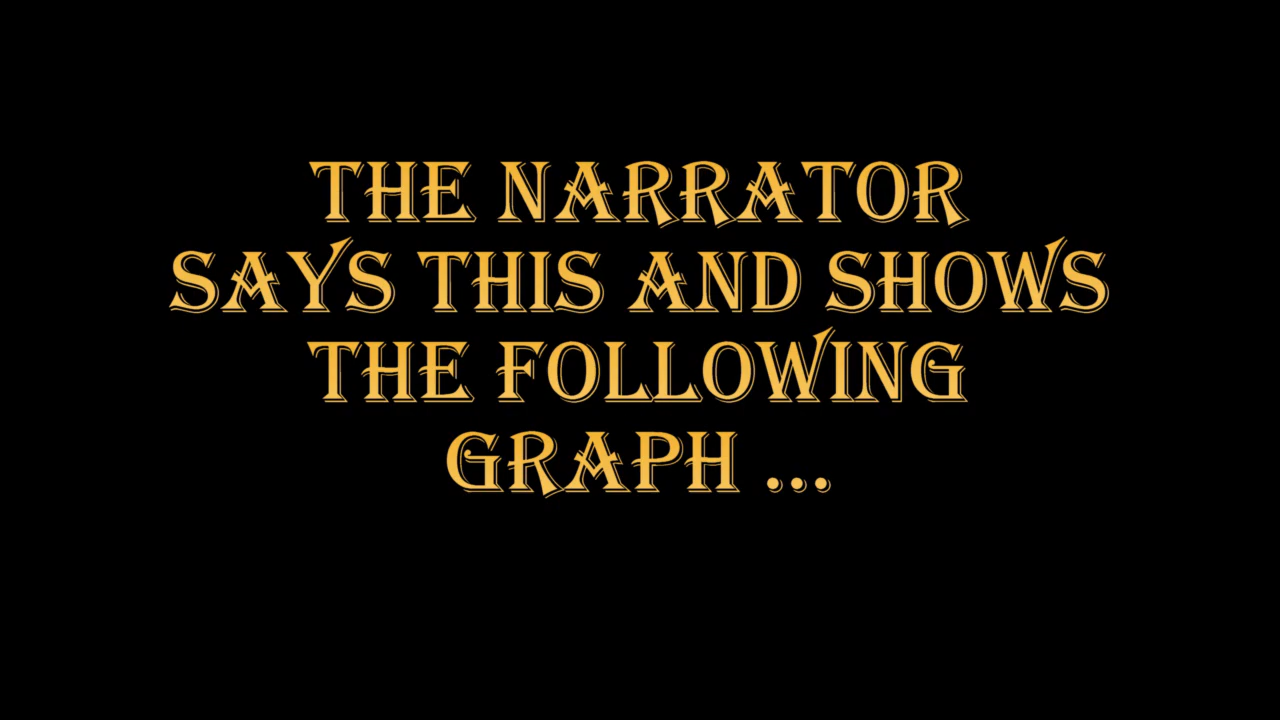 THE NARRATOR
SAYS THIS AND SHOWS
THE FOLLOWING
GRAPH ...